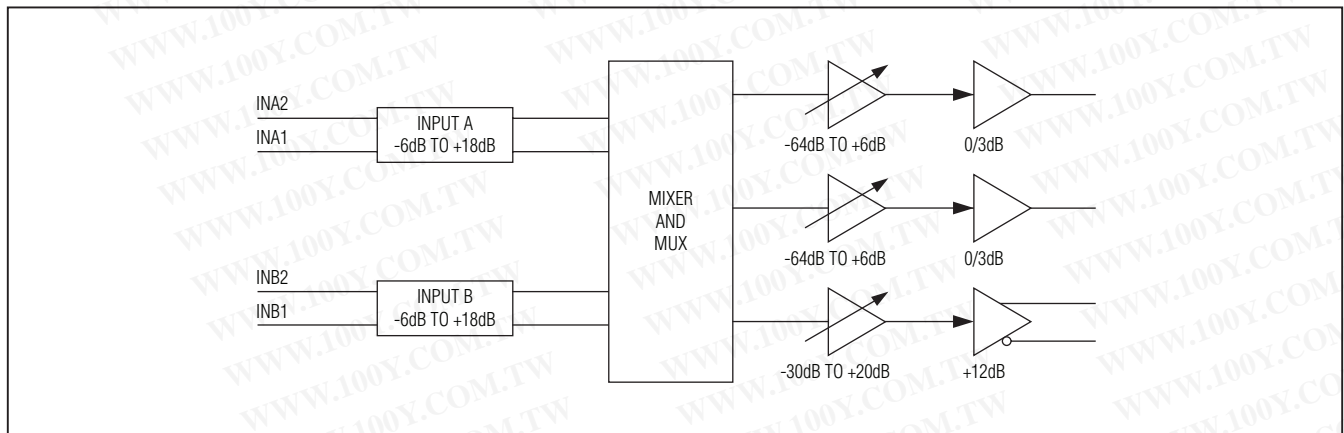 INA2
INA1
INPUT A
-6dB TO +18dB
INB2
INB1
INPUT B
-6dB TO +18dB
MIXER
AND
MUX
-64dB TO +6dB
0/3dB
-64dB TO +6dB
0/3dB
-30dB TO +20dB
+12dB
WWW.100Y.COM.TW